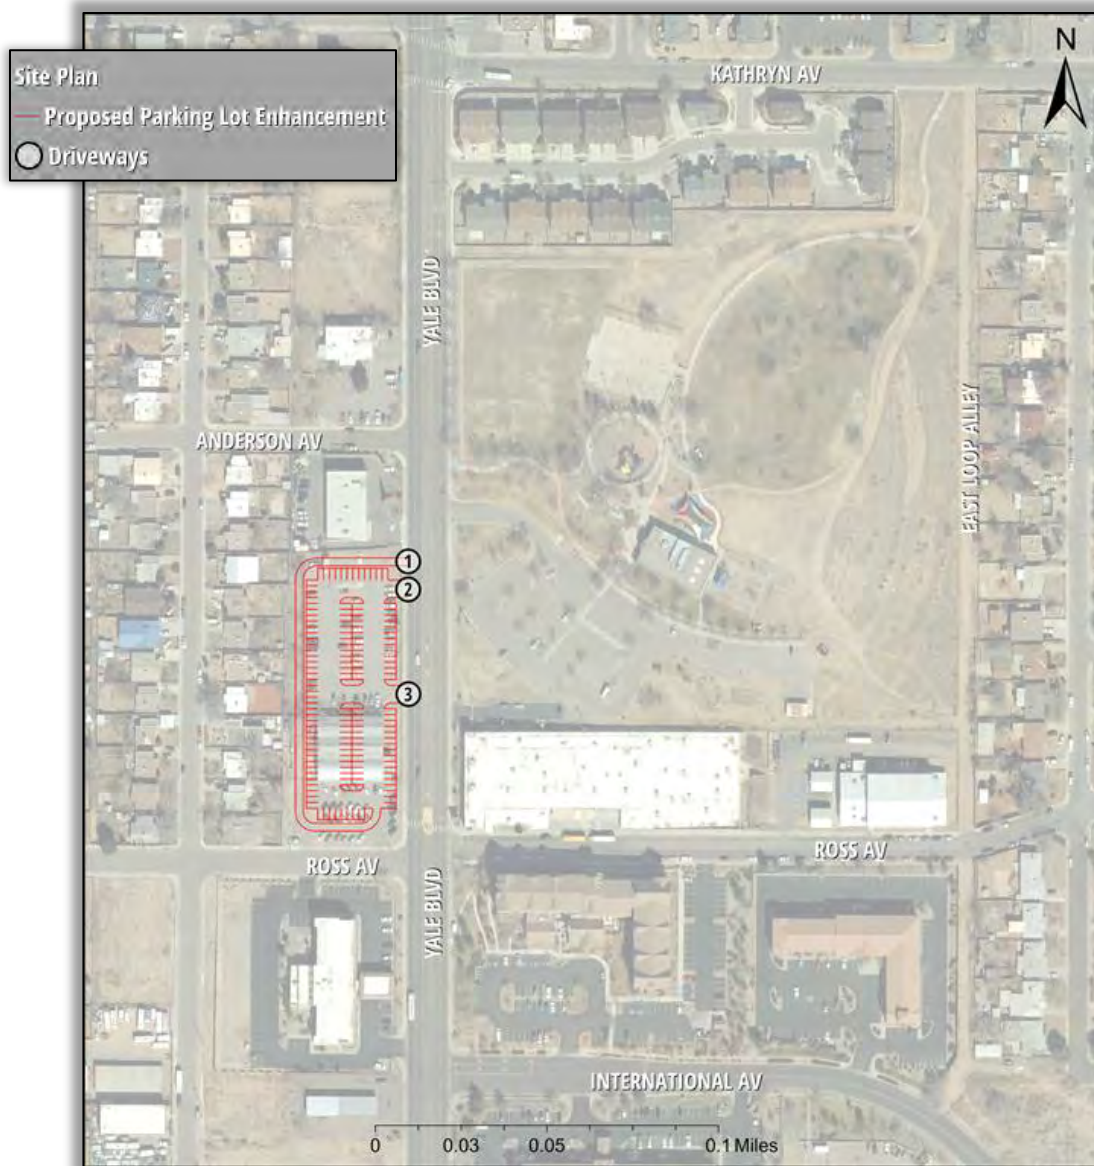 N
KATHRYN AV
Site Plan
Proposed Parking Lot Enhancement
Driveways
YALE BLVD
ANDERSON AV
EAST LOOP ALLEY
1
2
3
ROSS AV
ROSS AV
YALE BLVD
INTERNATIONAL AV
0 0.03 0.05 0.1 Miles